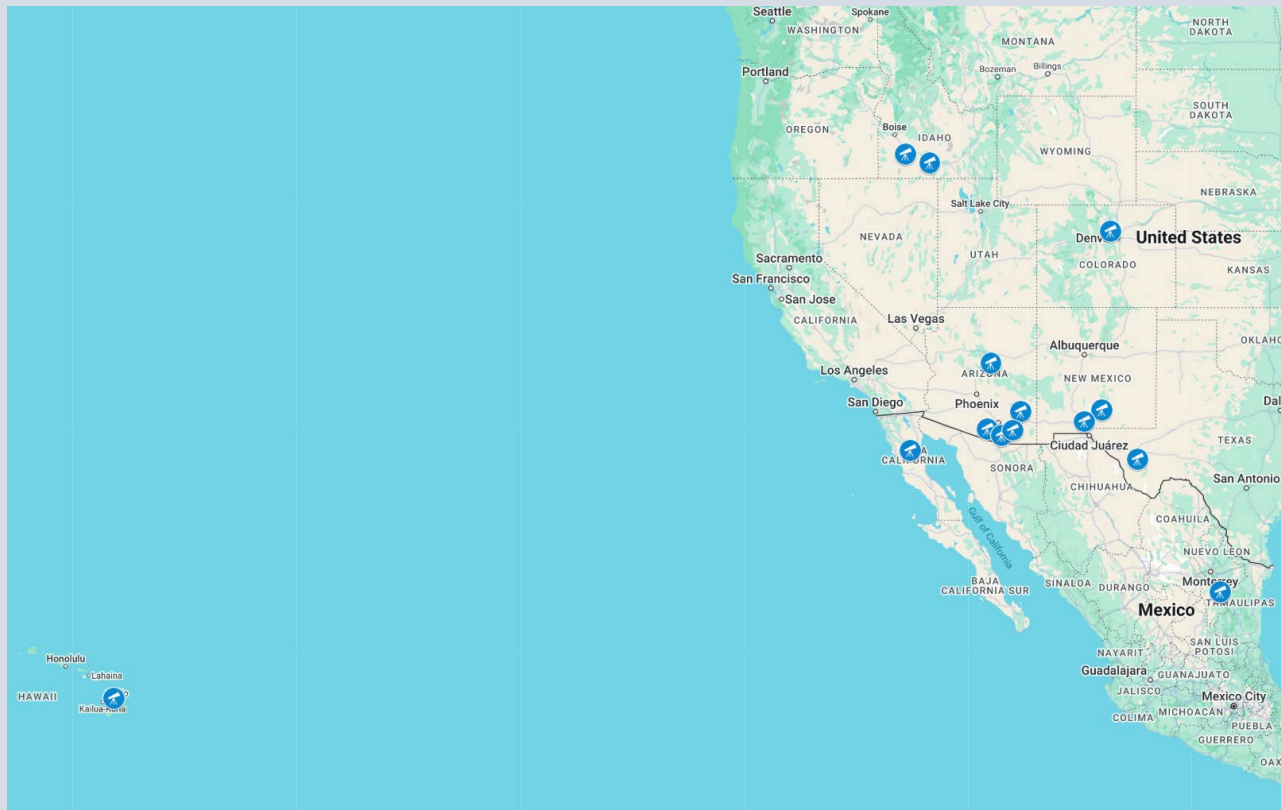 Seattle
Spokane
WASHINGTON
NORTH
DAKOTA
MONTANA
Portland
Bozeman
Billings
SOUTH
DAKOTA
OREGON
Boise
IDAHO
WYOMING
NEBRASKA
Salt Lake City
NEVADA
UTAH
Denv
United States
COLORADO
KANSAS
Sacramento
San Francisco
San Jose
CALIFORNIA
Las Vegas
OKLAHO
Albuquerque
Los Angeles
ARIZONA
NEW MEXICO
San Diego
Phoenix
Dal
TEXAS
Ciudad Juárez
CALIFORNIA
SONORA
San Antonio
CHIHUAHUA
COAHUILA
Gulf of California
NUEVO LEON
BAJA
CALIFORNIA SUR
SINALOA
DURANGO
Monterrey
TAMAULIPAS
Mexico
SAN LUIS
POTOSI
NAYARIT
Honolulu
Lahaina
HAWAII
Kailua-Kona
Guadalajara
GUANAJUATO
JALISCO
Mexico City
COLIMA
MICHOACÁN
PUEBLA
GUERRERO
OAX